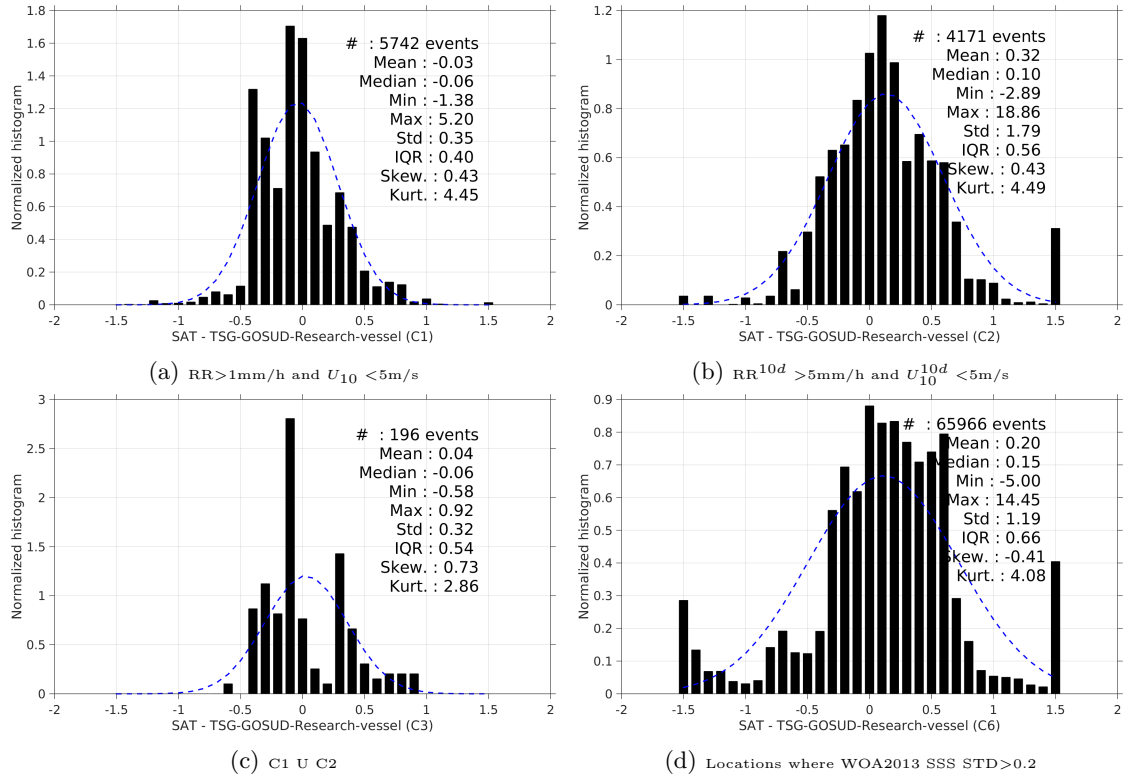 1.8
1.6
1.4
1.2
1
0.8
0.6
0.4
0.2
0
Normalized histogram
# : 5742 events
Mean : -0.03
Median : -0.06
Min : -1.38
Max : 5.20
Std : 0.35
IQR : 0.40
Skew. : 0.43
Kurt. : 4.45
-2 -1.5 -1 -0.5 0 0.5 1 1.5 2
SAT - TSG-GOSUD-Research-vessel (C1)
(a) RR>1mm/h and U10 <5m/s
1.2
1
0.8
0.6
0.4
0.2
0
Normalized histogram
# : 4171 events
Mean : 0.32
Median : 0.10
Min : -2.89
Max : 18.86
Std : 1.79
IQR : 0.56
Skew. : 0.43
Kurt. : 4.49
-2 -1.5 -1 -0.5 0 0.5 1 1.5 2
SAT - TSG-GOSUD-Research-vessel (C2)
(b) RR^10d >5mm/h and U10^10d <5m/s
3
2.5
2
1.5
1
0.5
0
Normalized histogram
# : 196 events
Mean : 0.04
Median : -0.06
Min : -0.58
Max : 0.92
Std : 0.32
IQR : 0.54
Skew. : 0.73
Kurt. : 2.86
-2 -1.5 -1 -0.5 0 0.5 1 1.5 2
SAT - TSG-GOSUD-Research-vessel (C3)
(c) C1 U C2
0.9
0.8
0.7
0.6
0.5
0.4
0.3
0.2
0.1
0
Normalized histogram
# : 65966 events
Mean : 0.20
Median : 0.15
Min : -5.00
Max : 14.45
Std : 1.19
IQR : 0.66
Skew. : -0.41
Kurt. : 4.08
-2 -1.5 -1 -0.5 0 0.5 1 1.5 2
SAT - TSG-GOSUD-Research-vessel (C6)
(d) Locations where WOA2013 SSS STD>0.2